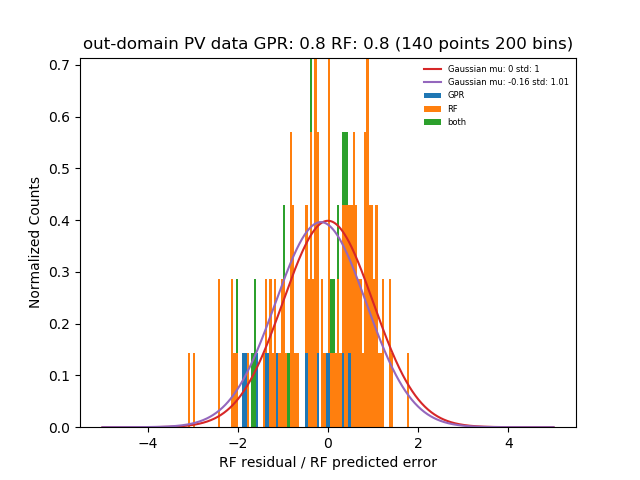 out-domain PV data GPR: 0.8 RF: 0.8 (140 points 200 bins)
Gaussian mu: 0 std: 1
Gaussian mu: -0.16 std: 1.01
GPR
RF
both
Normalized Counts
0.7
0.6
0.5
0.4
0.3
0.2
0.1
0.0
−4 −2 0 2 4
RF residual / RF predicted error